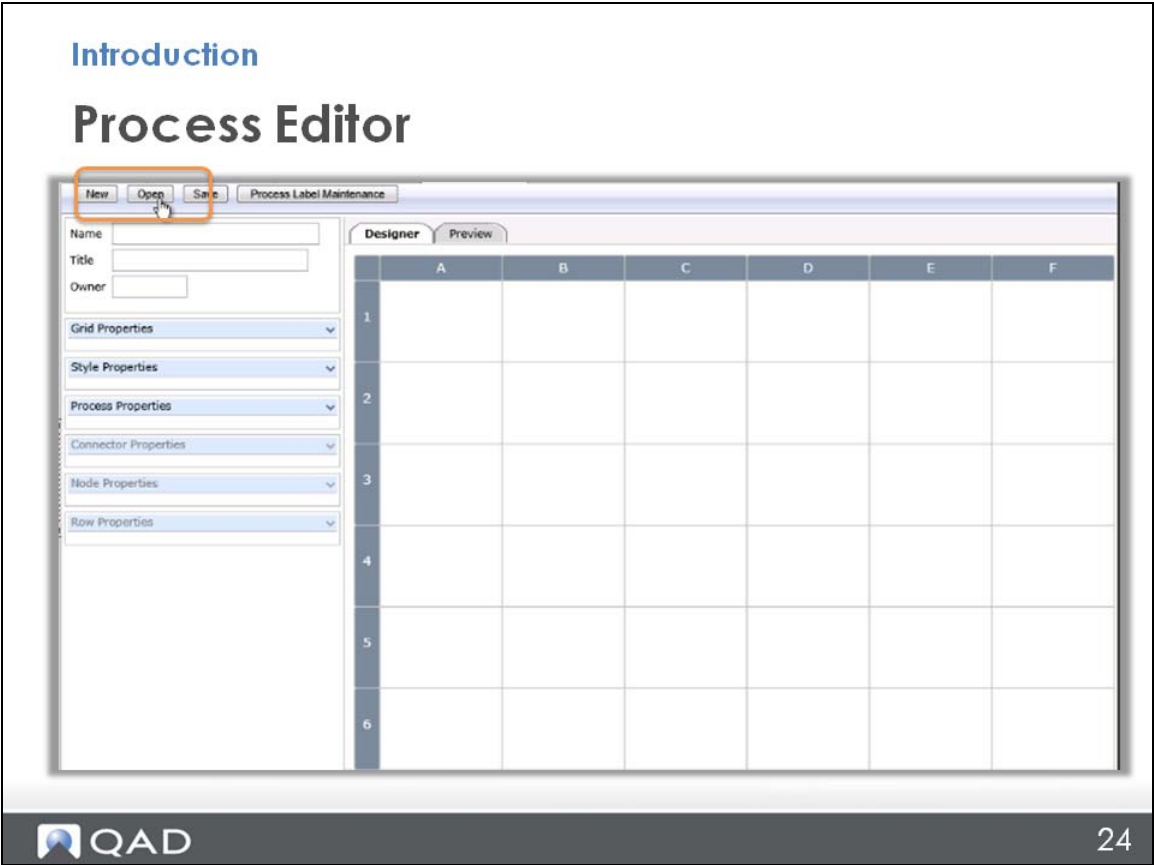 Introduction
Process Editor
New Open Save Process Label Maintenance
Name
Title
Owner
Grid Properties
Style Properties
Process Properties
Connector Properties
Node Properties
Row Properties
Designer Preview
A B C D E F
1
2
3
4
5
6
QAD
24